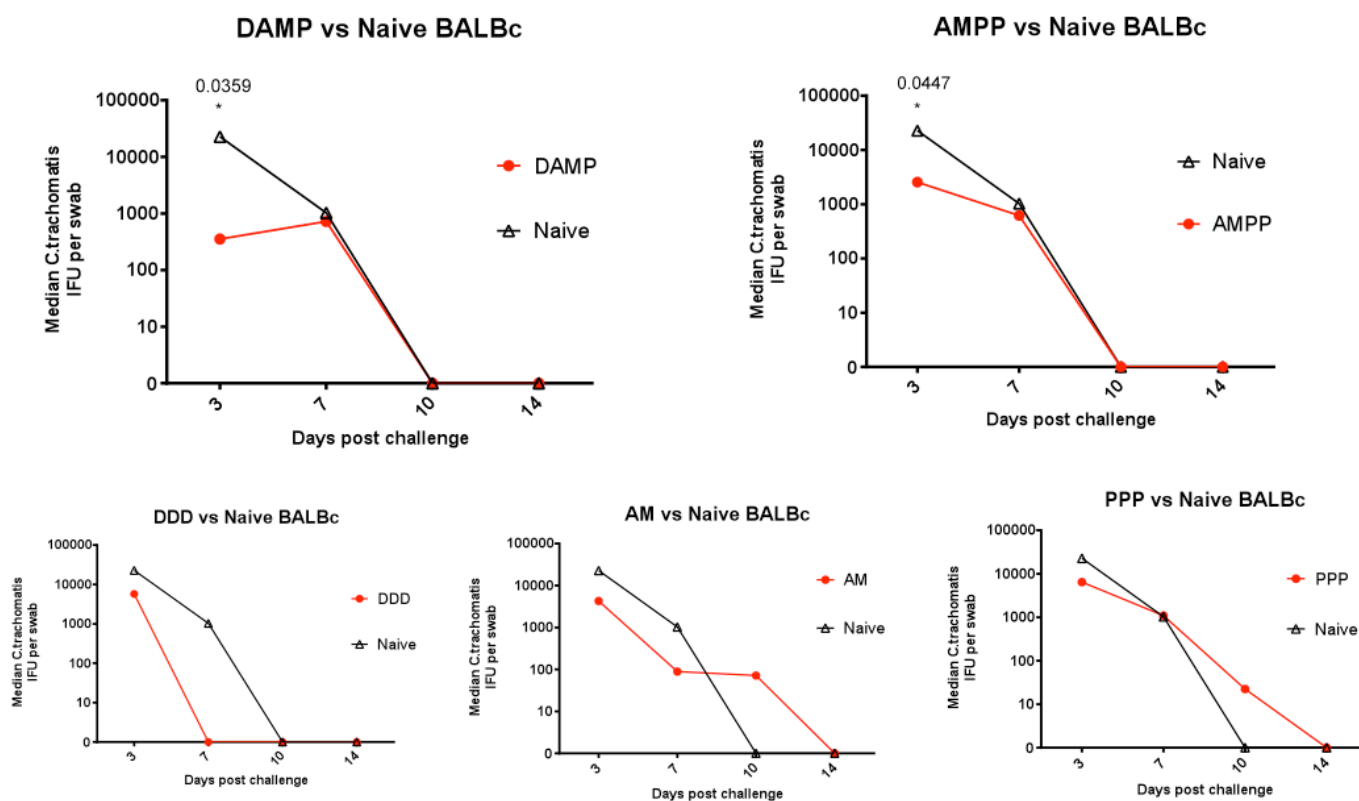 DAMP vs Naive BALBc
0.0359
*
100000
10000
1000
100
10
0
Median C.trachomatis
IFU per swab
3
7
10
14
Days post challenge
DAMP
Naive
AMPP vs Naive BALBc
0.0447
*
100000
10000
1000
100
10
0
Median C.trachomatis
IFU per swab
3
7
10
14
Days post challenge
Naive
AMPP
DDD vs Naive BALBc
100000
10000
1000
100
10
0
Median C.trachomatis
IFU per swab
3
7
10
14
Days post challenge
DDD
Naive
AM vs Naive BALBc
100000
10000
1000
100
10
0
Median C.trachomatis
IFU per swab
3
7
10
14
Days post challenge
AM
Naive
PPP vs Naive BALBc
100000
10000
1000
100
10
0
Median C.trachomatis
IFU per swab
3
7
10
14
Days post challenge
PPP
Naive